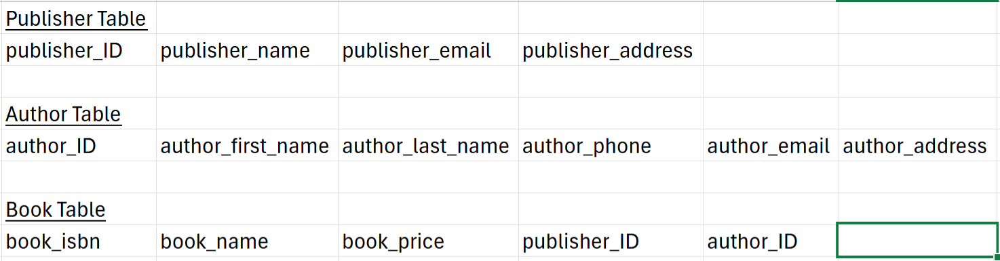 Publisher Table
publisher_ID publisher_name publisher_email publisher_address
Author Table
author_ID author_first_name author_last_name author_phone author_email author_address
Book Table
book_isbn book_name book_price publisher_ID author_ID